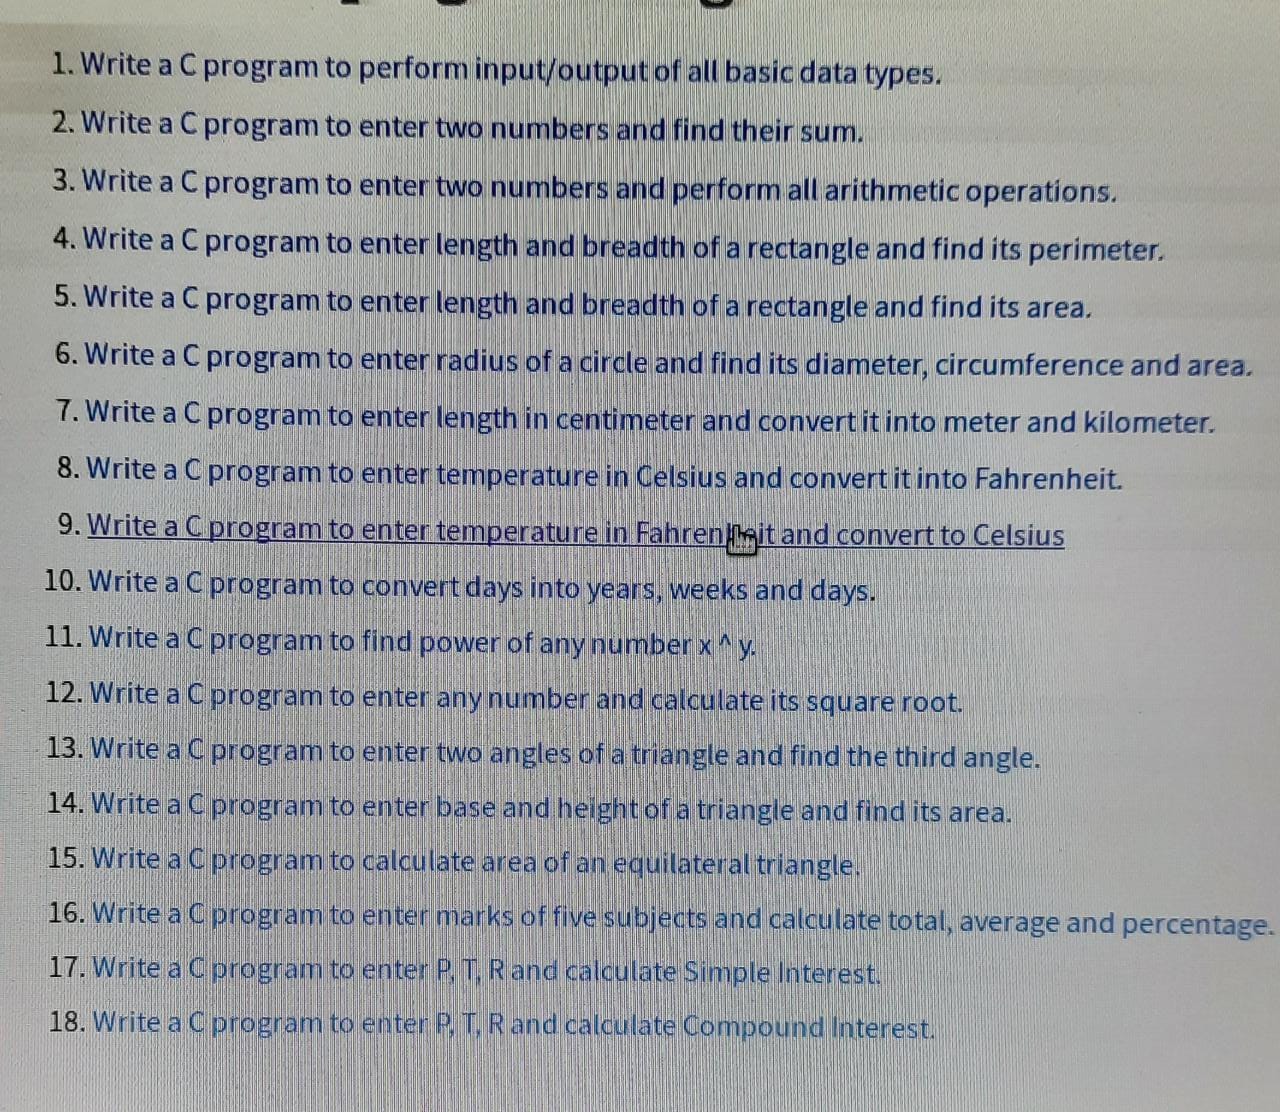 1. Write a C program to perform input/output of all basic data types.
2. Write a C program to enter two numbers and find their sum.
3. Write a C program to enter two numbers and perform all arithmetic operations.
4. Write a C program to enter length and breadth of a rectangle and find its perimeter.
5. Write a C program to enter length and breadth of a rectangle and find its area.
6. Write a C program to enter radius of a circle and find its diameter, circumference and area.
7. Write a C program to enter length in centimeter and convert it into meter and kilometer.
8. Write a C program to enter temperature in Celsius and convert it into Fahrenheit.
9. Write a C program to enter temperature in Fahrenheit and convert to Celsius
10. Write a C program to convert days into years, weeks and days.
11. Write a C program to find power of any number x ^ y.
12. Write a C program to enter any number and calculate its square root.
13. Write a C program to enter two angles of a triangle and find the third angle.
14. Write a C program to enter base and height of a triangle and find its area.
15. Write a C program to calculate area of an equilateral triangle.
16. Write a C program to enter marks of five subjects and calculate total, average and percentage.
17. Write a C program to enter P, T, R and calculate Simple Interest.
18. Write a C program to enter P, T, R and calculate Compound Interest.